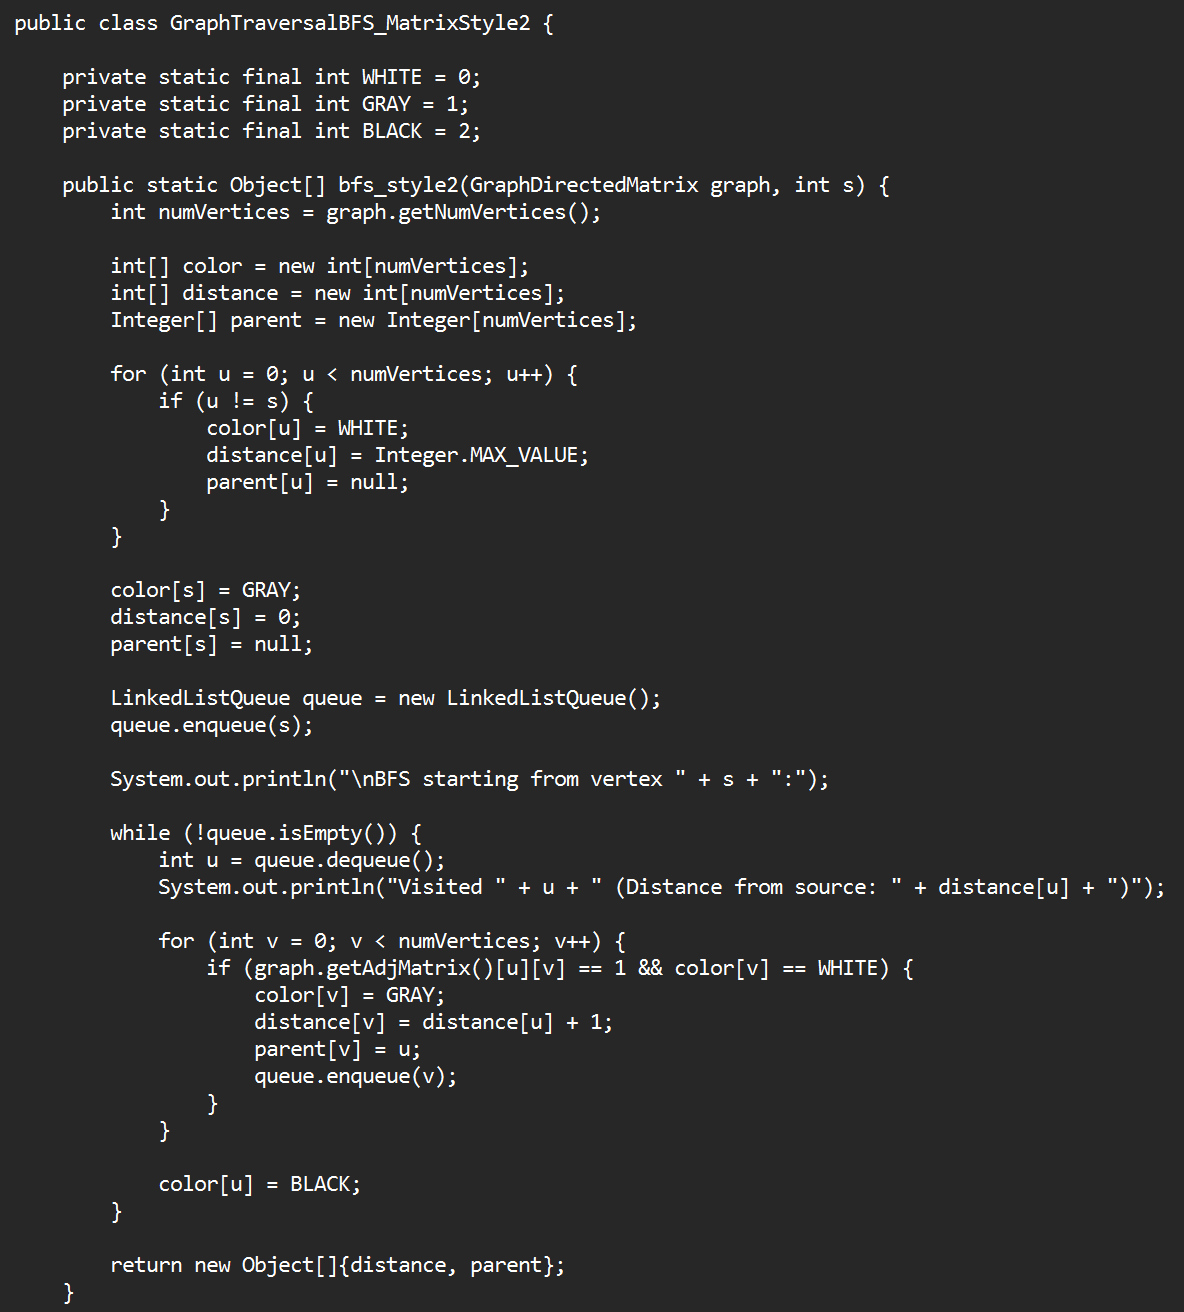 public class GraphTraversalBFS_MatrixStyle2 {
private static final int WHITE = 0;
private static final int GRAY = 1;
private static final int BLACK = 2;
public static Object[] bfs_style2(GraphDirectedMatrix graph, int s) {
int numVertices = graph.getNumVertices();
int[] color = new int[numVertices];
int[] distance = new int[numVertices];
Integer[] parent = new Integer[numVertices];
for (int u = 0; u < numVertices; u++) {
if (u != s) {
color[u] = WHITE;
distance[u] = Integer.MAX_VALUE;
parent[u] = null;
}
}
color[s] = GRAY;
distance[s] = 0;
parent[s] = null;
LinkedListQueue queue = new LinkedListQueue();
queue.enqueue(s);
System.out.println("\nBFS starting from vertex " + s + ":");
while (!queue.isEmpty()) {
int u = queue.dequeue();
System.out.println("Visited " + u + " (Distance from source: " + distance[u] + ")");
for (int v = 0; v < numVertices; v++) {
if (graph.getAdjMatrix()[u][v] == 1 && color[v] == WHITE) {
color[v] = GRAY;
distance[v] = distance[u] + 1;
parent[v] = u;
queue.enqueue(v);
}
}
color[u] = BLACK;
}
return new Object[]{distance, parent};
}